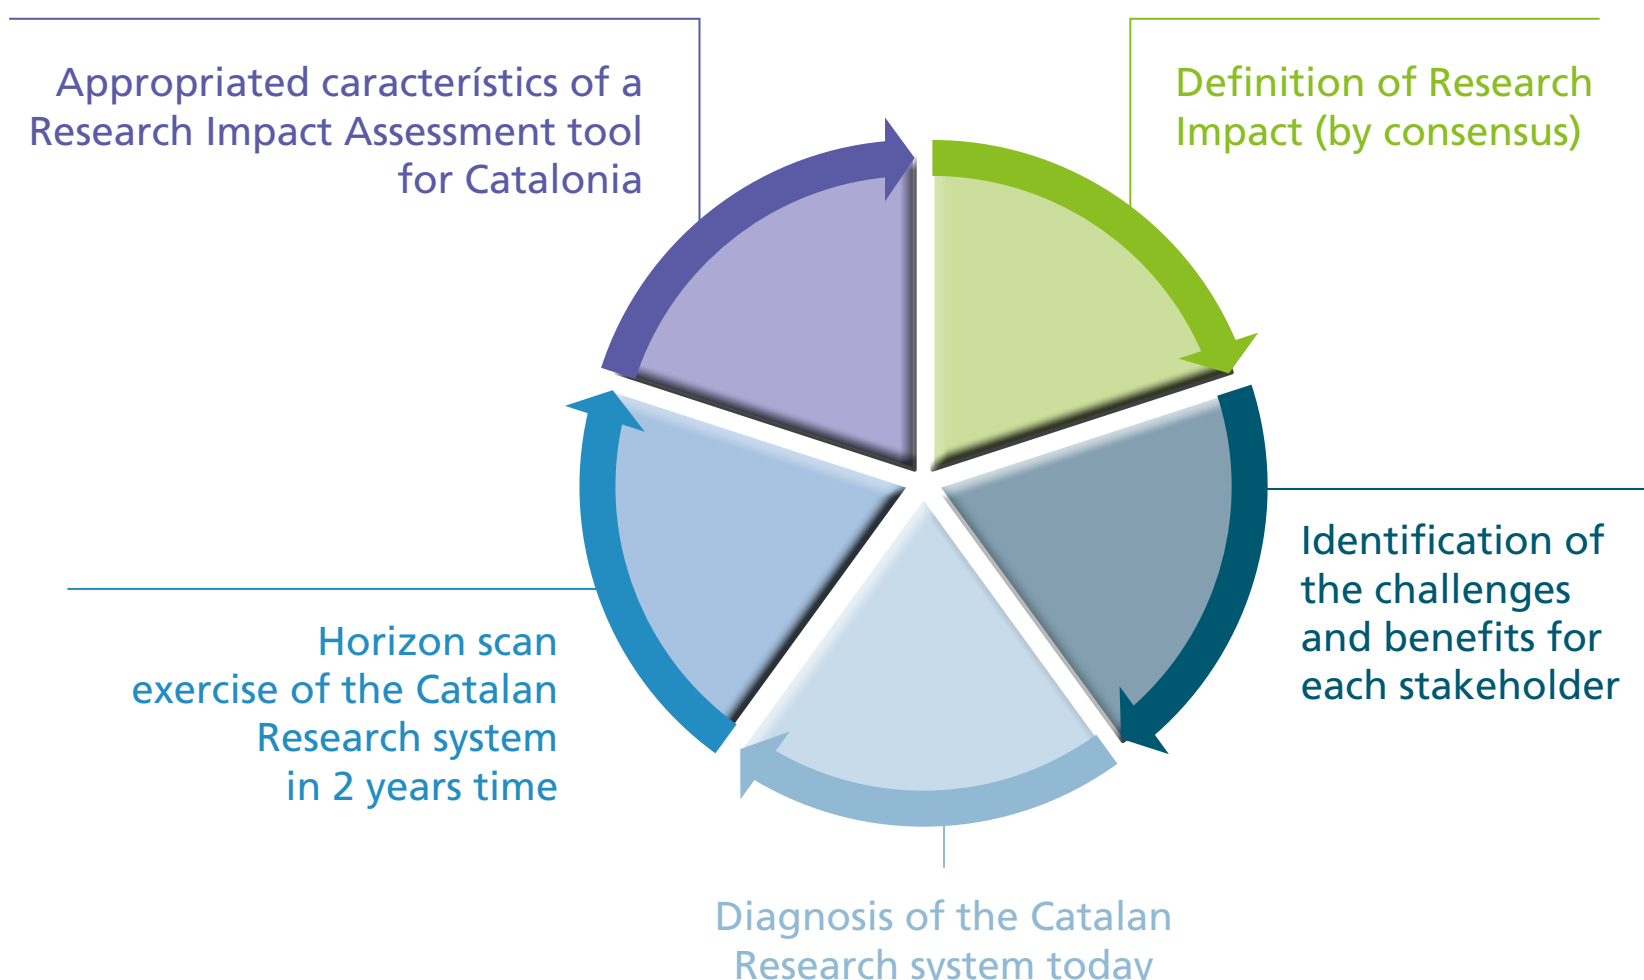 Appropriated característics of a
Research Impact Assessment tool
for Catalonia
Definition of Research
Impact (by consensus)
Identification of
the challenges
and benefits for
each stakeholder
Horizon scan
exercise of the Catalan
Research system
in 2 years time
Diagnosis of the Catalan
Research system today